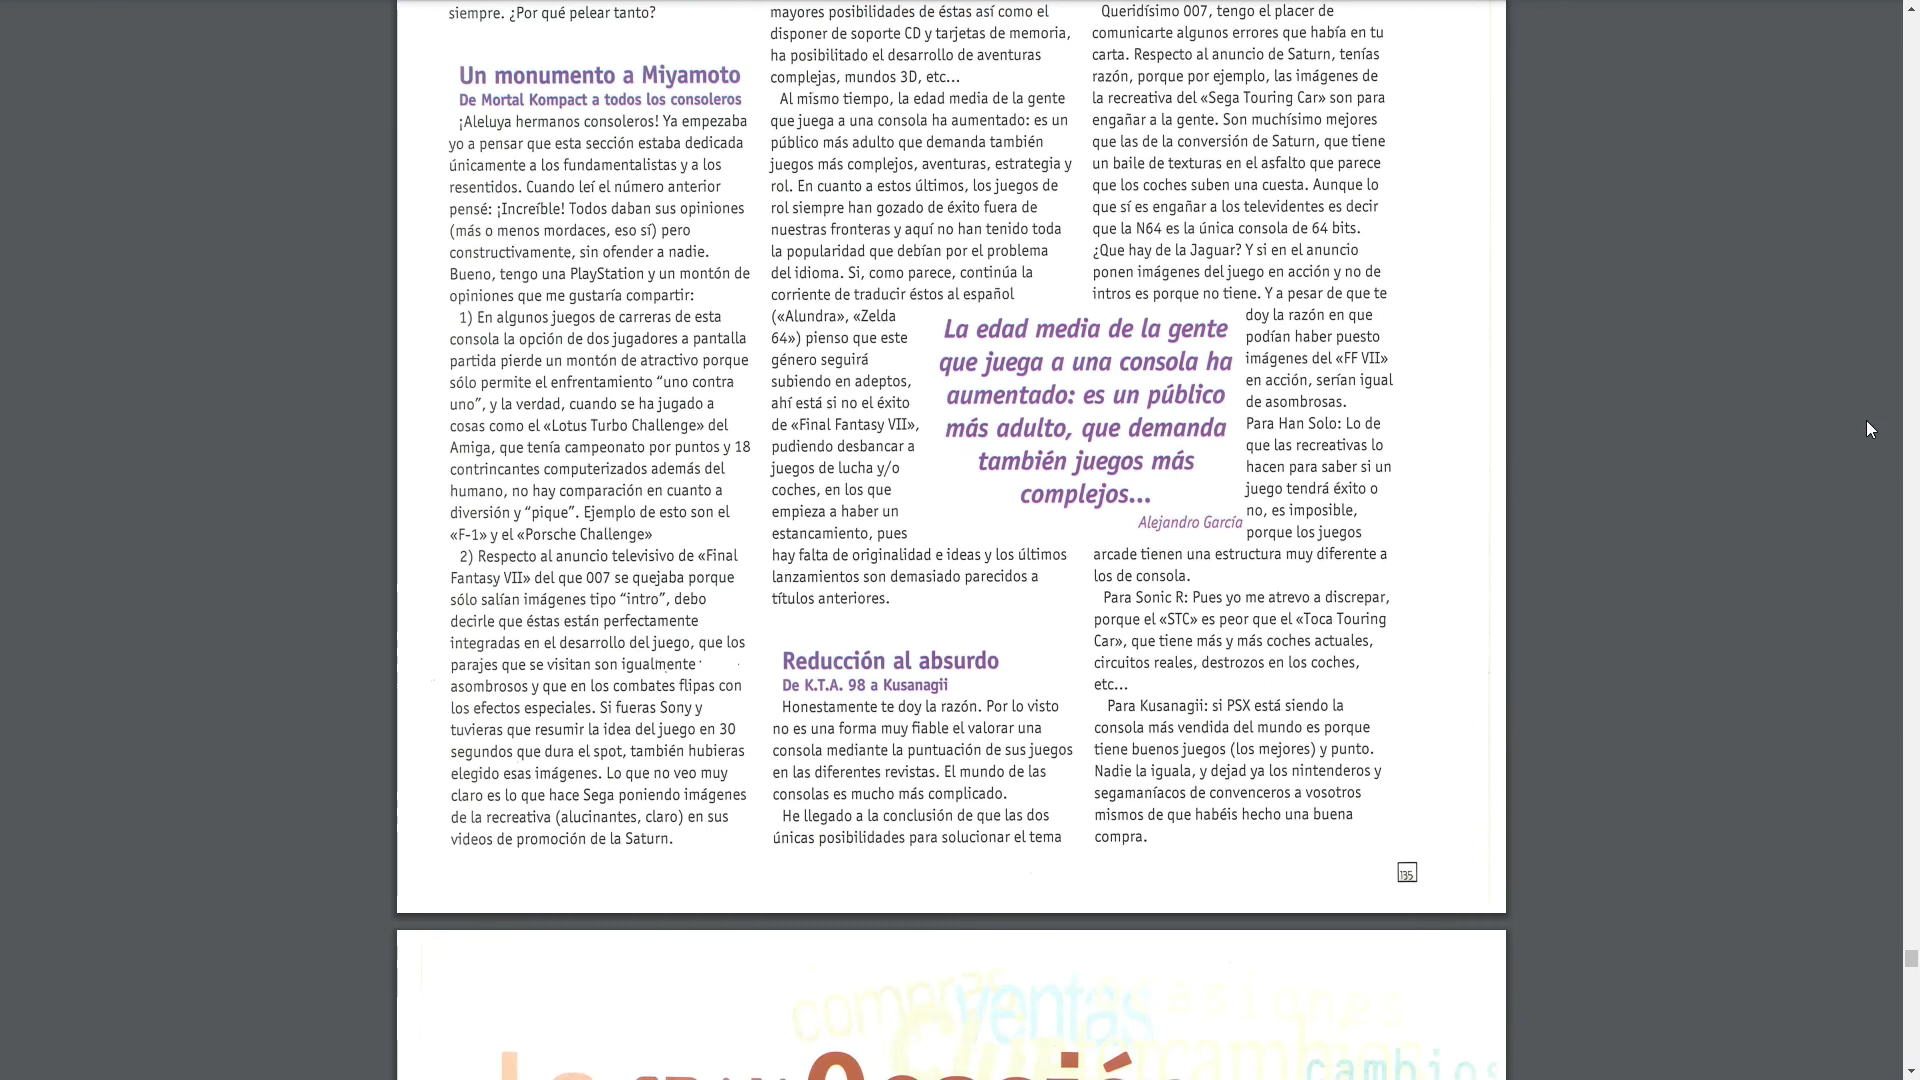 siempre. ¿Por qué pelear tanto?
Un monumento a Miyamoto
De Mortal Kompact a todos los consoleros
¡Aleluya hermanos consoleros! Ya empezaba
yo a pensar que esta sección estaba dedicada
únicamente a los fundamentalistas y a los
resentidos. Cuando leí el número anterior
pensé: ¡Increíble! Todos daban sus opiniones
(más o menos mordaces, eso sí) pero
constructivamente, sin ofender a nadie.
Bueno, tengo una PlayStation y un montón de
opiniones que me gustaría compartir:
1) En algunos juegos de carreras de esta
consola la opción de dos jugadores a pantalla
partida pierde un montón de atractivo porque
sólo permite el enfrentamiento “uno contra
uno”, y la verdad, cuando se ha jugado a
cosas como el «Lotus Turbo Challenge» del
Amiga, que tenía campeonato por puntos y 18
contrincantes computerizados además del
humano, no hay comparación en cuanto a
diversión y “pique”. Ejemplo de esto son el
«F-1» y el «Porsche Challenge»
2) Respecto al anuncio televisivo de «Final
Fantasy VII» del que 007 se quejaba porque
sólo salían imágenes tipo “intro”, debo
decirle que éstas están perfectamente
integradas en el desarrollo del juego, que los
parajes que se visitan son igualmente
asombrosos y que en los combates flipas con
los efectos especiales. Si fueras Sony y
tuvieras que resumir la idea del juego en 30
segundos que dura el spot, también hubieras
elegido esas imágenes. Lo que no veo muy
claro es lo que hace Sega poniendo imágenes
de la recreativa (alucinantes, claro) en sus
videos de promoción de la Saturn.
mayores posibilidades de éstas así como el
disponer de soporte CD y tarjetas de memoria,
ha posibilitado el desarrollo de aventuras
complejas, mundos 3D, etc...
Al mismo tiempo, la edad media de la gente
que juega a una consola ha aumentado: es un
público más adulto que demanda también
juegos más complejos, aventuras, estrategia y
rol. En cuanto a estos últimos, los juegos de
rol siempre han gozado de éxito fuera de
nuestras fronteras y aquí no han tenido toda
la popularidad que debían por el problema
del idioma. Si, como parece, continúa la
corriente de traducir éstos al español
(«Alundra», «Zelda
64») pienso que este
género seguirá
subiendo en adeptos,
ahí está si no el éxito
de «Final Fantasy VII»,
pudiendo desbancar a
juegos de lucha y/o
coches, en los que
empieza a haber un
estancamiento, pues
hay falta de originalidad e ideas y los últimos
lanzamientos son demasiado parecidos a
títulos anteriores.
La edad media de la gente
que juega a una consola ha
aumentado: es un público
más adulto, que demanda
también juegos más
complejos...
Alejandro García
Reducción al absurdo
De K.T.A. 98 a Kusanagii
Honestamente te doy la razón. Por lo visto
no es una forma muy fiable el valorar una
consola mediante la puntuación de sus juegos
en las diferentes revistas. El mundo de las
consolas es mucho más complicado.
He llegado a la conclusión de que las dos
únicas posibilidades para solucionar el tema
Queridísimo 007, tengo el placer de
comunicarte algunos errores que había en tu
carta. Respecto al anuncio de Saturn, tenías
razón, porque por ejemplo, las imágenes de
la recreativa del «Sega Touring Car» son para
engañar a la gente. Son muchísimo mejores
que las de la conversión de Saturn, que tiene
un baile de texturas en el asfalto que parece
que los coches suben una cuesta. Aunque lo
que sí es engañar a los televidentes es decir
que la N64 es la única consola de 64 bits.
¿Que hay de la Jaguar? Y si en el anuncio
ponen imágenes del juego en acción y no de
intros es porque no tiene. Y a pesar de que te
doy la razón en que
podían haber puesto
imágenes del «FF VII»
en acción, serían igual
de asombrosas.
Para Han Solo: Lo de
que las recreativas lo
hacen para saber si un
juego tendrá éxito o
no, es imposible,
porque los juegos
arcade tienen una estructura muy diferente a
los de consola.
Para Sonic R: Pues yo me atrevo a discrepar,
porque el «STC» es peor que el «Toca Touring
Car», que tiene más y más coches actuales,
circuitos reales, destrozos en los coches,
etc...
Para Kusanagii: si PSX está siendo la
consola más vendida del mundo es porque
tiene buenos juegos (los mejores) y punto.
Nadie la iguala, y dejad ya los nintenderos y
segamaníacos de convenceros a vosotros
mismos de que habéis hecho una buena
compra.
135
ventas
cambios